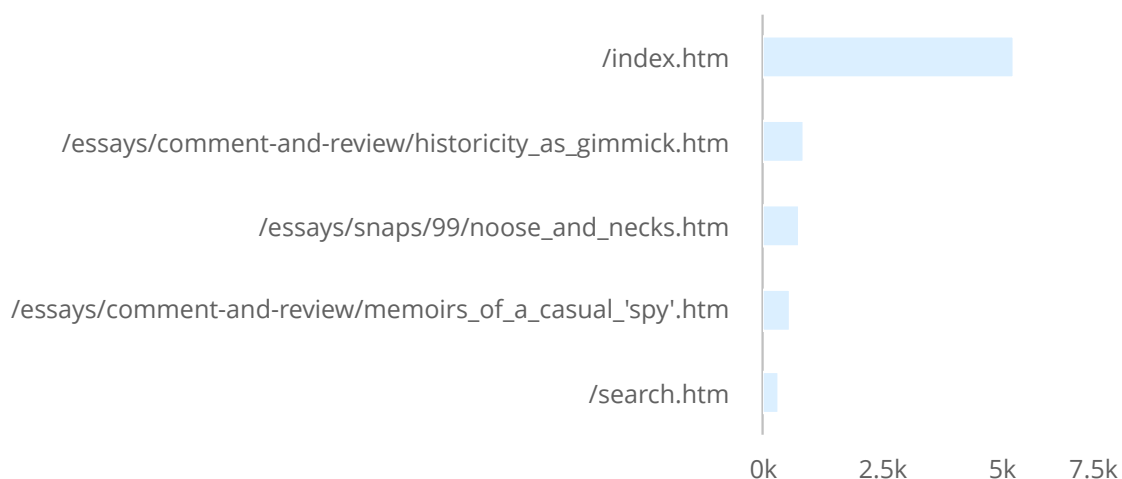 /index.htm
/essays/comment-and-review/historicity_as_gimmick.htm
/essays/snaps/99/noose_and_necks.htm
/essays/comment-and-review/memoirs_of_a_casual_'spy'.htm
/search.htm
0k 2.5k 5k 7.5k